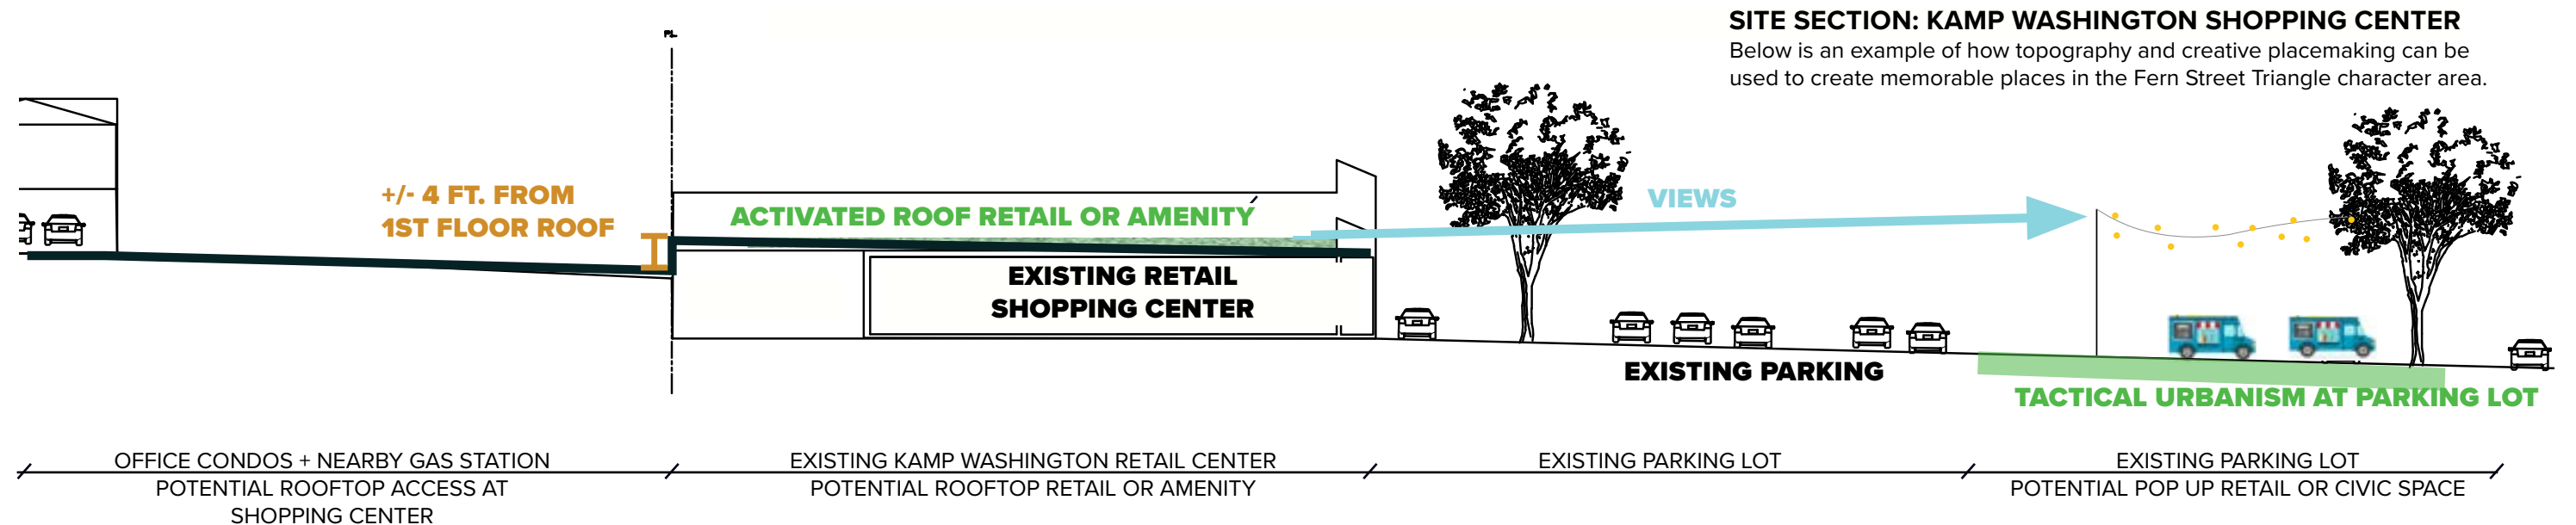 SITE SECTION: KAMP WASHINGTON SHOPPING CENTER
Below is an example of how topography and creative placemaking can be
used to create memorable places in the Fern Street Triangle character area.
PL
+/- 4 FT. FROM
1ST FLOOR ROOF
ACTIVATED ROOF RETAIL OR AMENITY
VIEWS
EXISTING RETAIL
SHOPPING CENTER
EXISTING PARKING
TACTICAL URBANISM AT PARKING LOT
OFFICE CONDOS + NEARBY GAS STATION
POTENTIAL ROOFTOP ACCESS AT
SHOPPING CENTER
EXISTING KAMP WASHINGTON RETAIL CENTER
POTENTIAL ROOFTOP RETAIL OR AMENITY
EXISTING PARKING LOT
EXISTING PARKING LOT
POTENTIAL POP UP RETAIL OR CIVIC SPACE